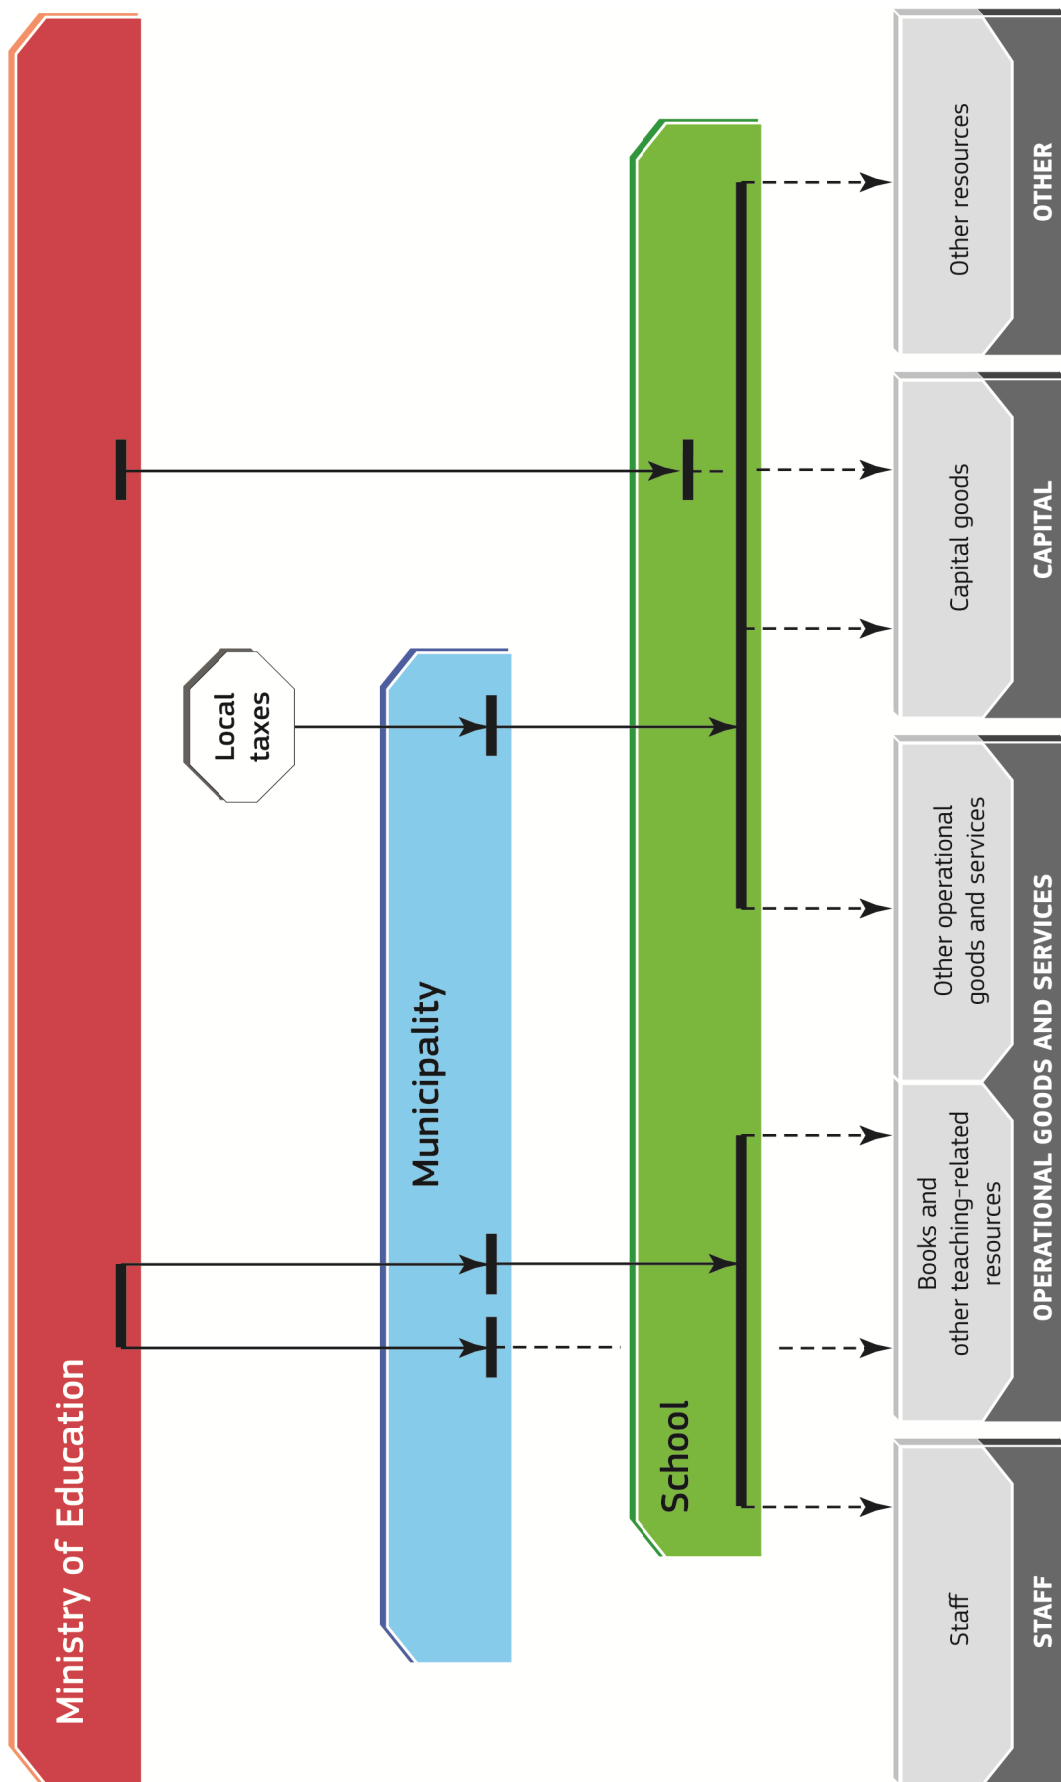 Ministry of Education
Local
taxes
Municipality
School
Staff
Books and
other teaching-related
resources
Other operational
goods and services
Capital goods
Other resources
STAFF
OPERATIONAL GOODS AND SERVICES
CAPITAL
OTHER